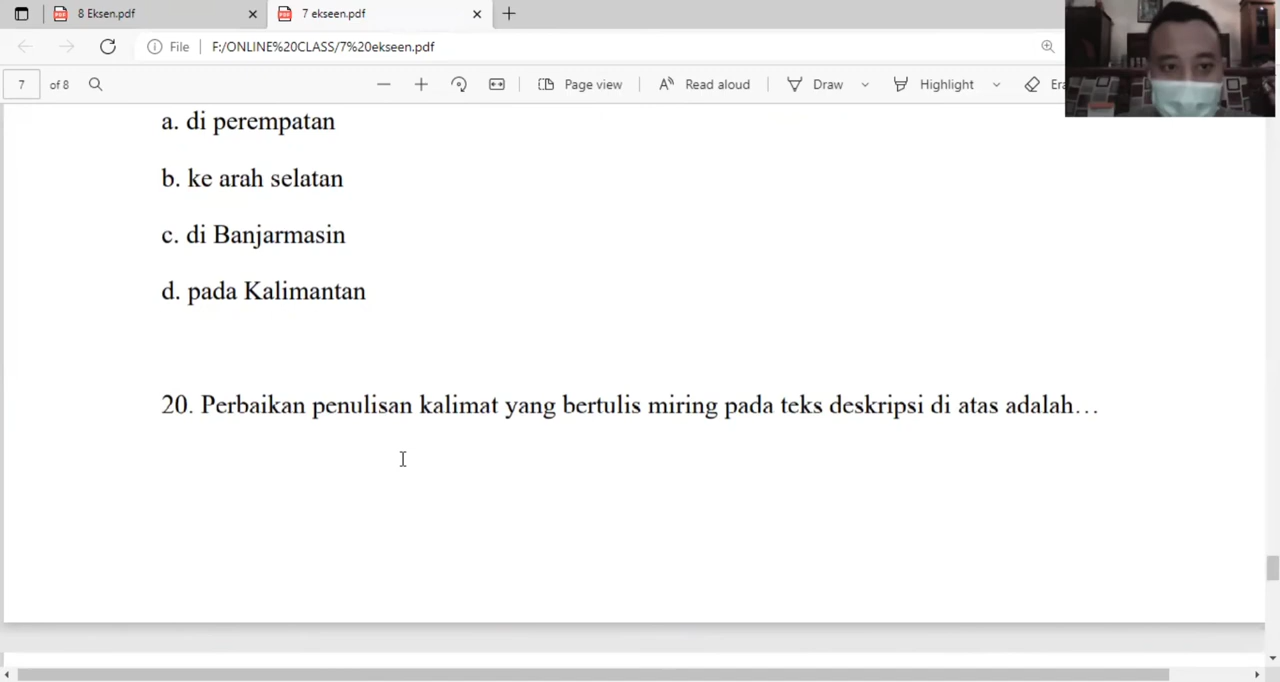 8 Eksen.pdf
7 ekseen.pdf
File
F:/ONLINE%20CLASS/7%20ekseen.pdf
7 of 8
Page view
Read aloud
Draw
Highlight
Era
a. di perempatan
b. ke arah selatan
c. di Banjarmasin
d. pada Kalimantan
20. Perbaikan penulisan kalimat yang bertulis miring pada teks deskripsi di atas adalah…